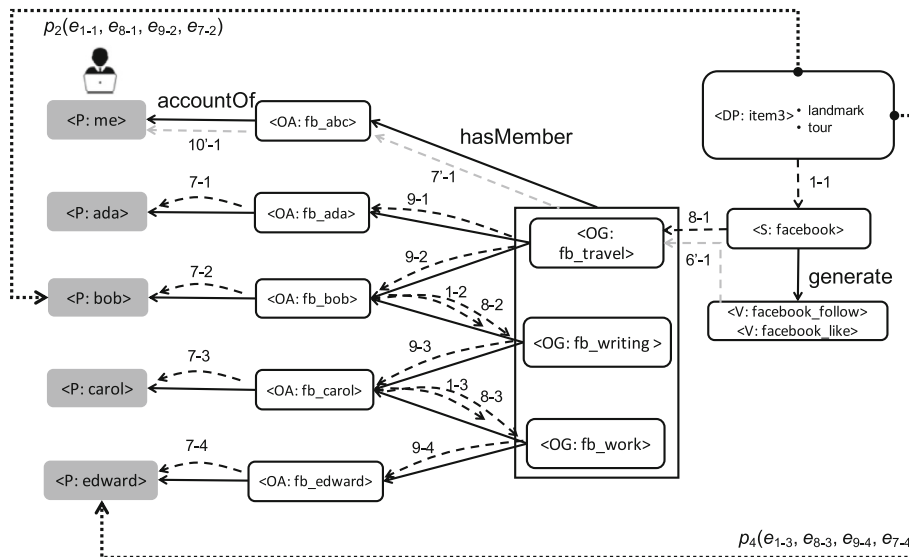 p2(e1-1, e8-1, e9-2, e7-2)
<P: me>
accountOf
<OA: fb_abc>
10'-1
hasMember
7'-1
<DP: item3>
• landmark
• tour
1-1
<P: ada>
7-1
<OA: fb_ada>
9-1
<OG:
fb_travel>
8-1
<S: facebook>
6'-1
generate
<V: facebook_follow>
<V: facebook_like>
<P: bob>
7-2
<OA: fb_bob>
9-2
1-2
8-2
<OG: fb_writing >
<P: carol>
7-3
<OA: fb_carol>
9-3
1-3
8-3
<OG: fb_work>
<P: edward>
7-4
<OA: fb_edward>
9-4
p4(e1-3, e8-3, e9-4, e7-4